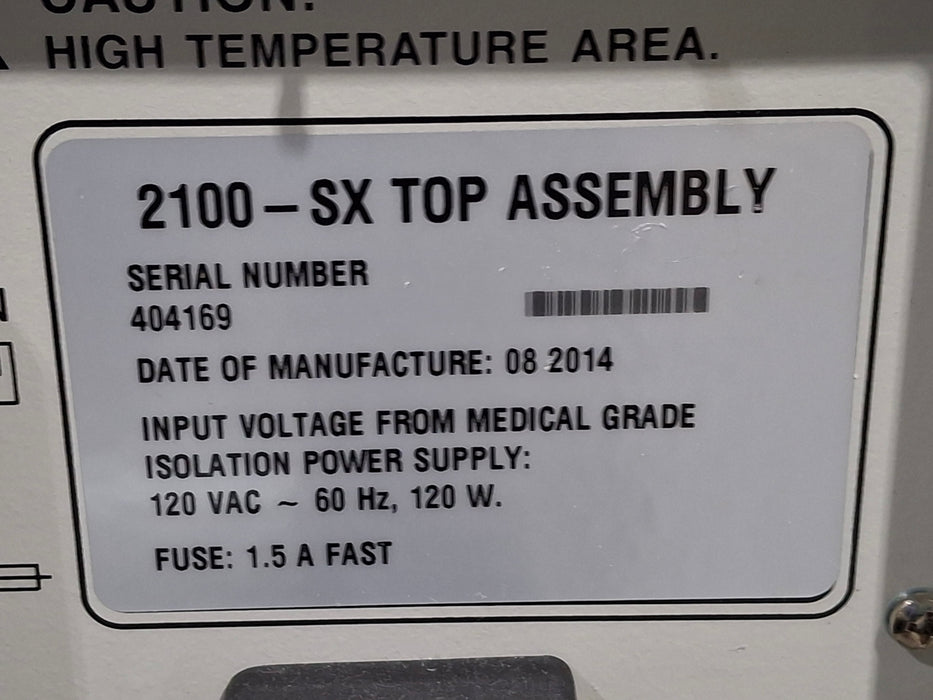 CAUTION:
HIGH TEMPERATURE AREA.
2100 – SX TOP ASSEMBLY
SERIAL NUMBER
404169
DATE OF MANUFACTURE: 08 2014
INPUT VOLTAGE FROM MEDICAL GRADE
ISOLATION POWER SUPPLY:
120 VAC ~ 60 Hz, 120 W.
FUSE: 1.5 A FAST